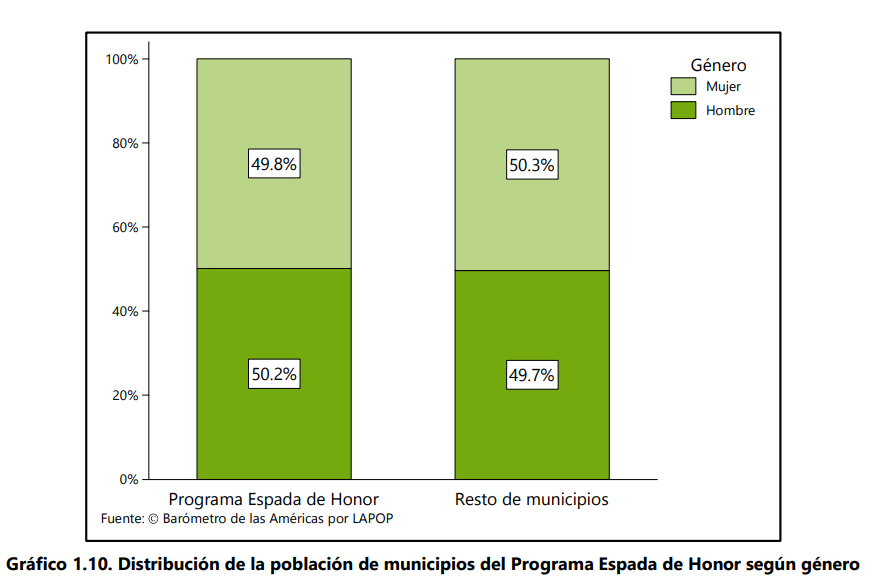 Género
Mujer
Hombre
100%
80%
60%
40%
20%
0%
49.8%
50.3%
50.2%
49.7%
Programa Espada de Honor
Resto de municipios
Fuente: © Barómetro de las Américas por LAPOP
Gráfico 1.10. Distribución de la población de municipios del Programa Espada de Honor según género